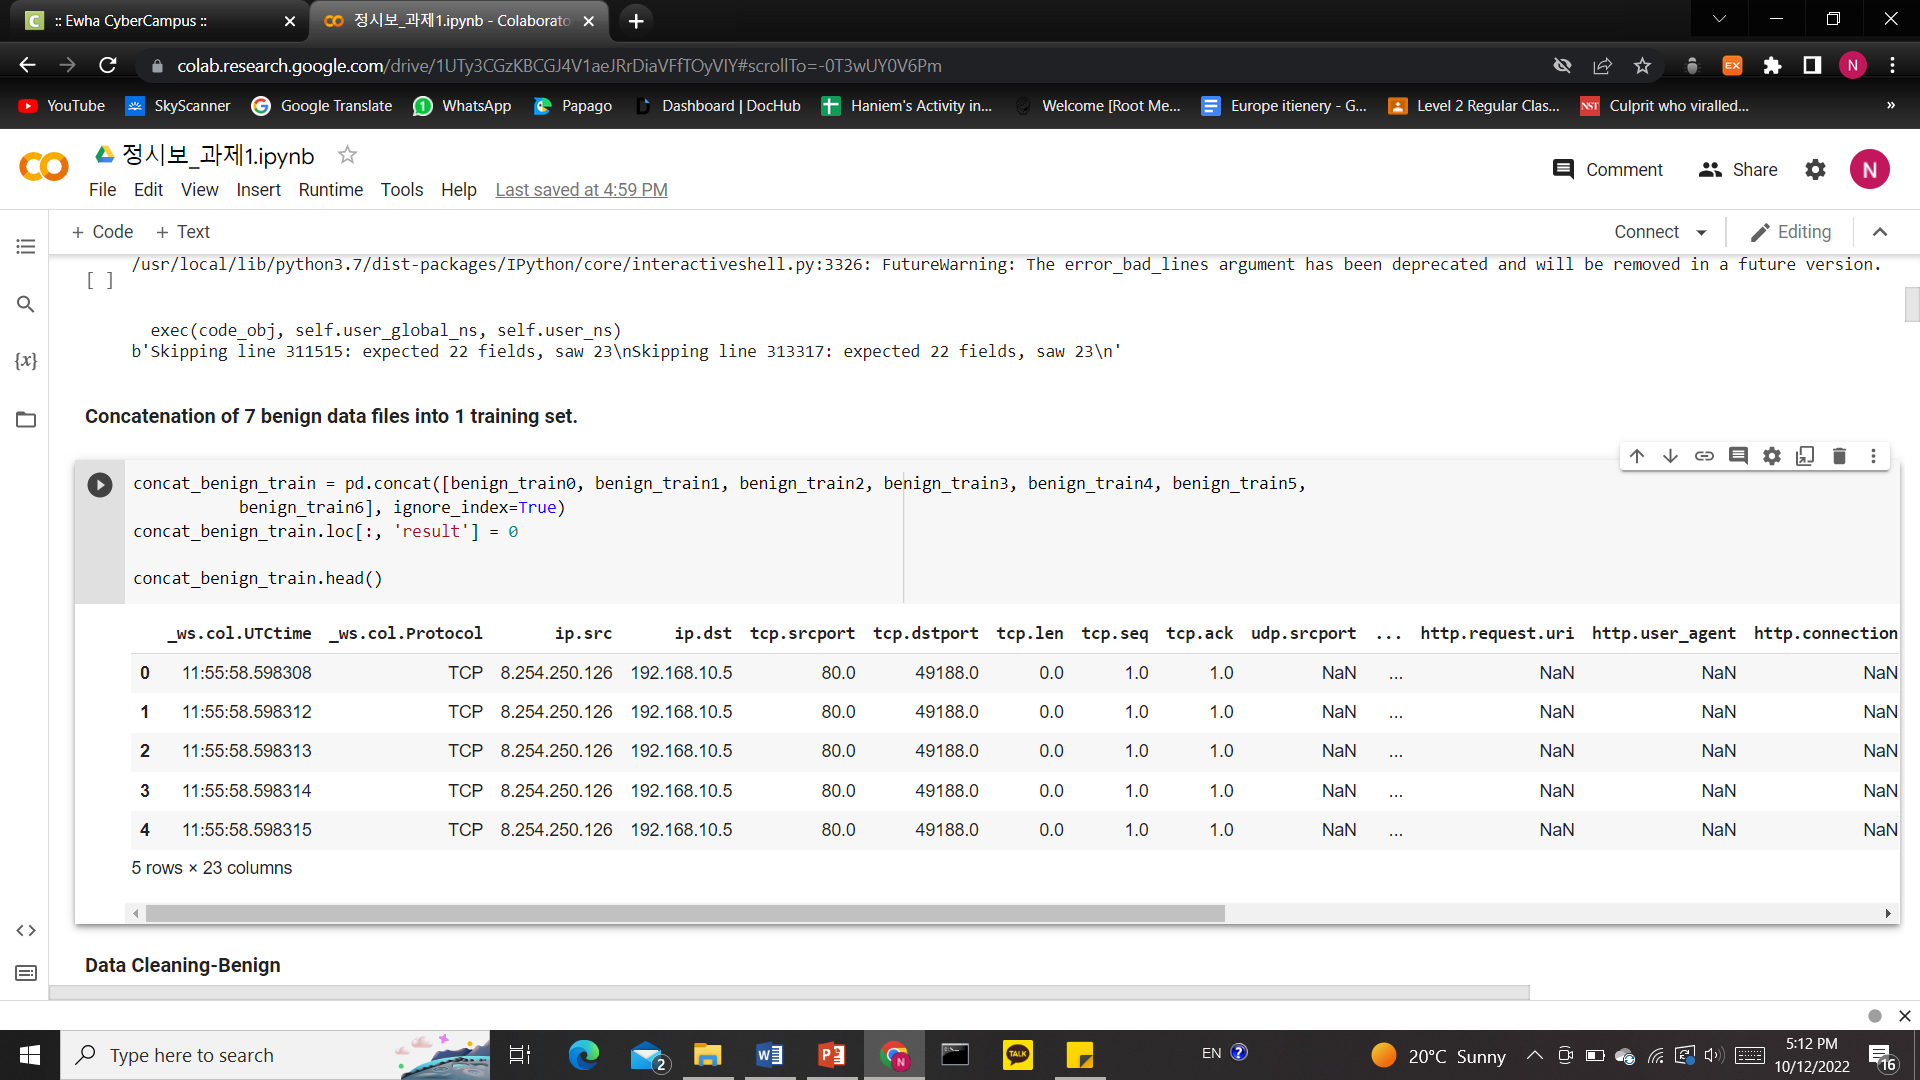 :: Ewha CyberCampus ::
정시보_과제1.ipynb - Colaborato
colab.research.google.com/drive/1UTy3CGzKBCGJ4V1aeJRrDiaVFfTOyVIY#scrollTo=-0T3wUY0V6Pm
EX
N
YouTube
SkyScanner
Google Translate
WhatsApp
Papago
Dashboard | DocHub
Haniem's Activity in...
Welcome [Root Me...
Europe itienery - G...
Level 2 Regular Clas...
NST
Culprit who viralled...
»
정시보_과제1.ipynb
Comment
Share
N
File Edit View Insert Runtime Tools Help Last saved at 4:59 PM
+ Code + Text
Connect
Editing
/usr/local/lib/python3.7/dist-packages/IPython/core/interactiveshell.py:3326: FutureWarning: The error_bad_lines argument has been deprecated and will be removed in a future version.
[ ]
exec(code_obj, self.user_global_ns, self.user_ns)
b'Skipping line 311515: expected 22 fields, saw 23\nSkipping line 313317: expected 22 fields, saw 23\n'
{x}
Concatenation of 7 benign data files into 1 training set.
concat_benign_train = pd.concat([benign_train0, benign_train1, benign_train2, benign_train3, benign_train4, benign_train5,
benign_train6], ignore_index=True)
concat_benign_train.loc[:, 'result'] = 0
concat_benign_train.head()
_ws.col.UTCtime _ws.col.Protocol ip.src ip.dst tcp.srcport tcp.dstport tcp.len tcp.seq tcp.ack udp.srcport ... http.request.uri http.user_agent http.connection
0 11:55:58.598308 TCP 8.254.250.126 192.168.10.5 80.0 49188.0 0.0 1.0 1.0 NaN ... NaN NaN NaN
1 11:55:58.598312 TCP 8.254.250.126 192.168.10.5 80.0 49188.0 0.0 1.0 1.0 NaN ... NaN NaN NaN
2 11:55:58.598313 TCP 8.254.250.126 192.168.10.5 80.0 49188.0 0.0 1.0 1.0 NaN ... NaN NaN NaN
3 11:55:58.598314 TCP 8.254.250.126 192.168.10.5 80.0 49188.0 0.0 1.0 1.0 NaN ... NaN NaN NaN
4 11:55:58.598315 TCP 8.254.250.126 192.168.10.5 80.0 49188.0 0.0 1.0 1.0 NaN ... NaN NaN NaN
5 rows × 23 columns
Data Cleaning-Benign
Type here to search
2
TALK
EN
20°C Sunny
5:12 PM
10/12/2022
16